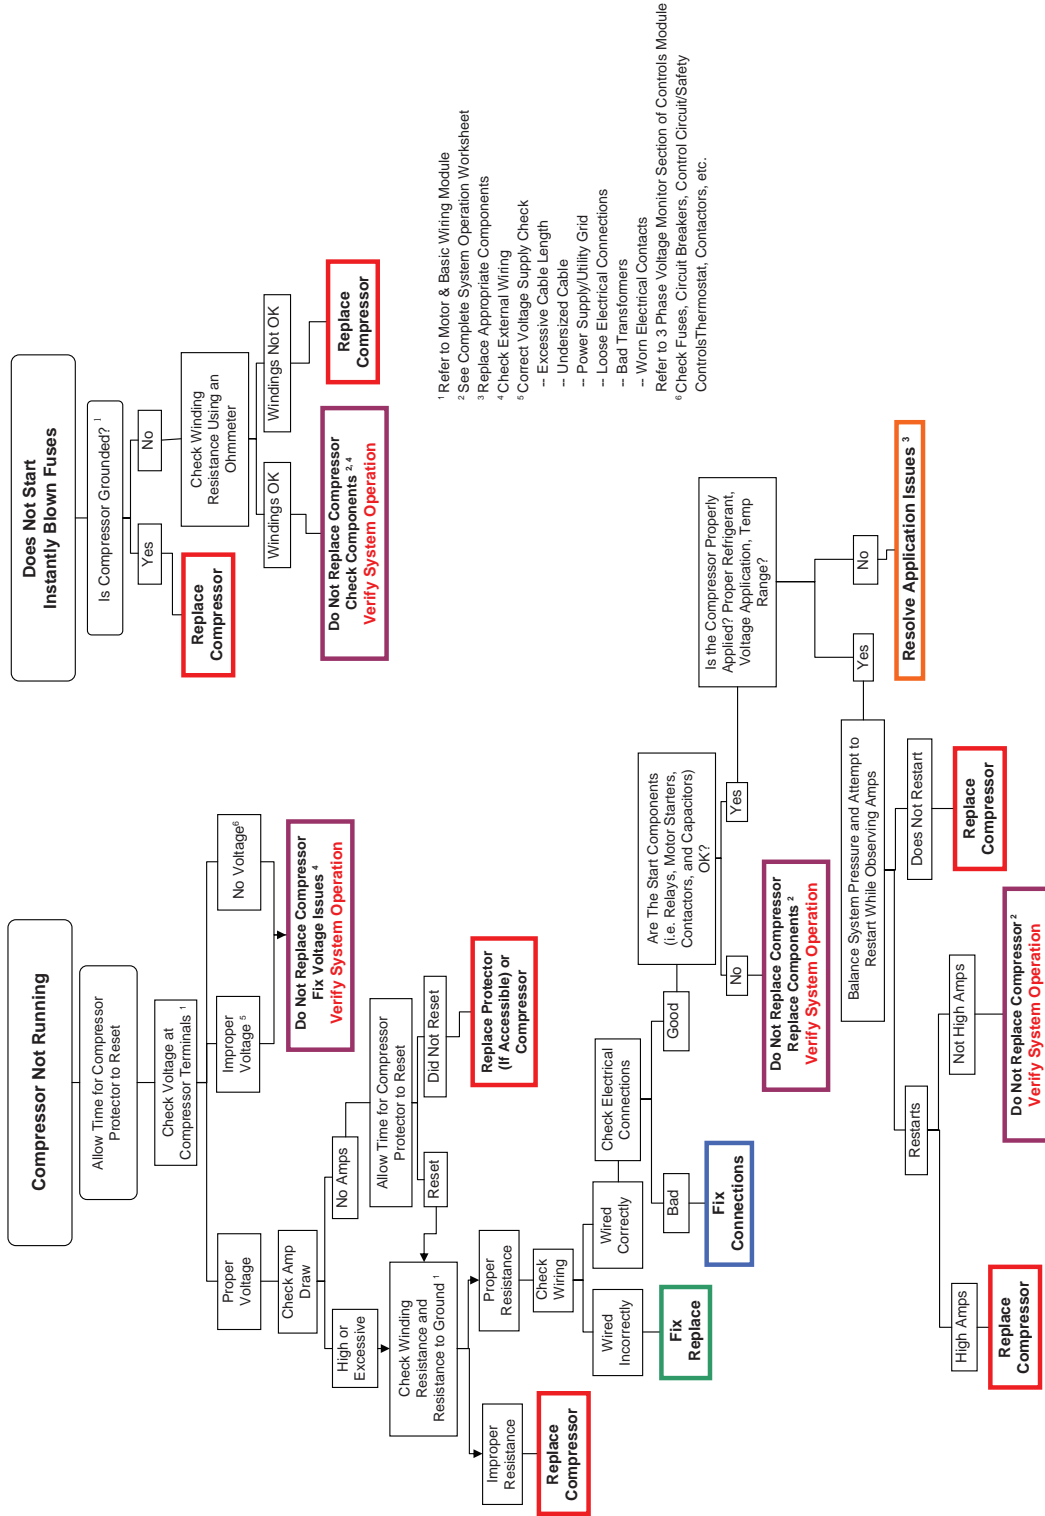 Compressor Not Running
Allow Time for Compressor
Protector to Reset
Check Voltage at
Compressor Terminals ¹
Proper
Voltage
Improper
Voltage ⁵
No Voltage⁶
Do Not Replace Compressor
Fix Voltage Issues ⁴
Verify System Operation
Check Amp
Draw
High or
Excessive
No Amps
Allow Time for Compressor
Protector to Reset
Reset
Did Not Reset
Replace Protector
(If Accessible) or
Compressor
Check Winding
Resistance and
Resistance to Ground ¹
Improper
Resistance
Replace
Compressor
Proper
Resistance
Check
Wiring
Wired
Incorrectly
Fix
Replace
Wired
Correctly
Check Electrical
Connections
Bad
Fix
Connections
Good
Are The Start Components
(i.e. Relays, Motor Starters,
Contactors, and Capacitors)
OK?
No
Do Not Replace Compressor
Replace Components ²
Verify System Operation
Yes
Is the Compressor Properly
Applied? Proper Refrigerant,
Voltage Application, Temp
Range?
Yes
No
Resolve Application Issues ³
Balance System Pressure and Attempt to
Restart While Observing Amps
Restarts
Does Not Restart
Replace
Compressor
High Amps
Replace
Compressor
Not High Amps
Do Not Replace Compressor ²
Verify System Operation
Does Not Start
Instantly Blown Fuses
Is Compressor Grounded? ¹
Yes
Replace
Compressor
No
Check Winding
Resistance Using an
Ohmmeter
Windings OK
Do Not Replace Compressor
Check Components ²,⁴
Verify System Operation
Windings Not OK
Replace
Compressor
¹ Refer to Motor & Basic Wiring Module
² See Complete System Operation Worksheet
³ Replace Appropriate Components
⁴ Check External Wiring
⁵ Correct Voltage Supply Check
-- Excessive Cable Length
-- Undersized Cable
-- Power Supply/Utility Grid
-- Loose Electrical Connections
-- Bad Transformers
-- Worn Electrical Contacts
Refer to 3 Phase Voltage Monitor Section of Controls Module
⁶ Check Fuses, Circuit Breakers, Control Circuit/Safety
ControlsThermostat, Contactors, etc.